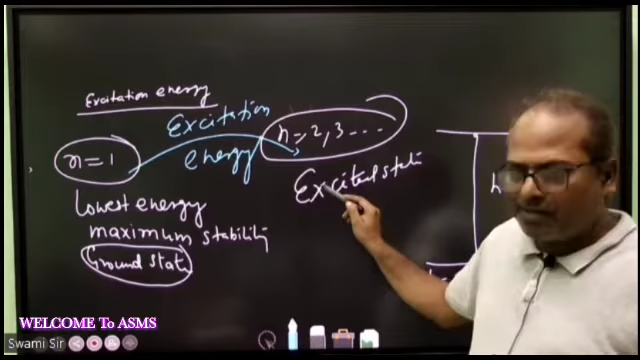 Excitation energy
Excitation
energy
n=1
n=2,3...
Excited state
lowest energy
maximum stability
Ground State
h
WELCOME To ASMS
Swami Sir